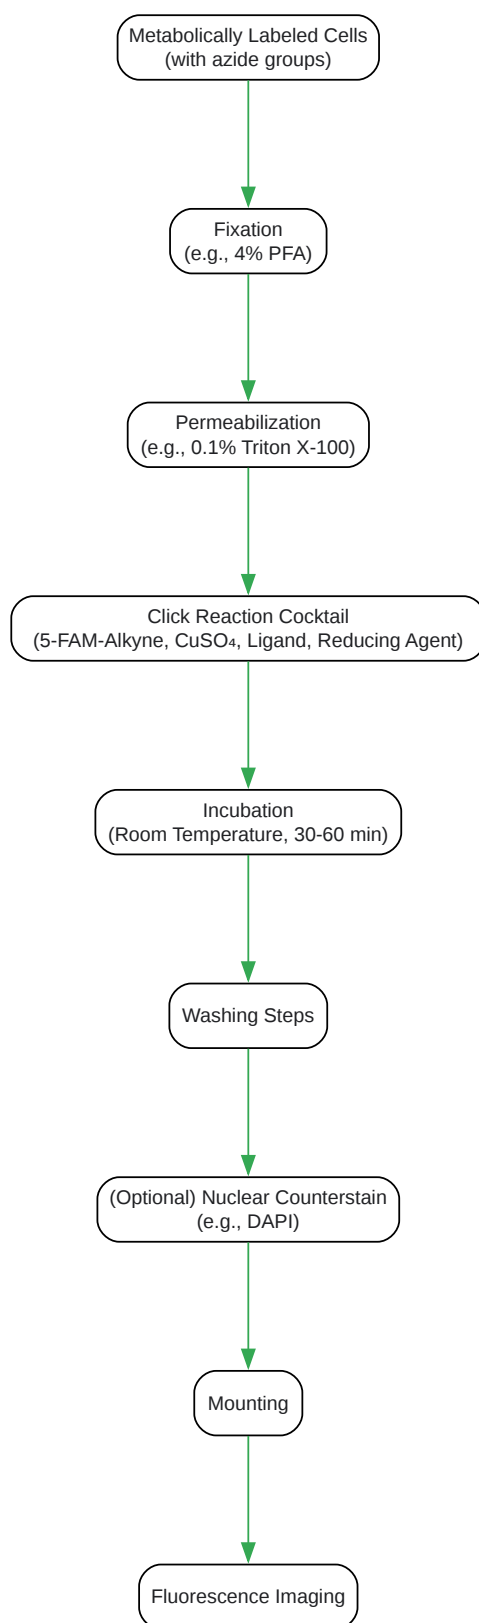 Metabolically Labeled Cells
(with azide groups)
Fixation
(e.g., 4% PFA)
Permeabilization
(e.g., 0.1% Triton X-100)
Click Reaction Cocktail
(5-FAM-Alkyne, CuSO₄, Ligand, Reducing Agent)
Incubation
(Room Temperature, 30-60 min)
Washing Steps
(Optional) Nuclear Counterstain
(e.g., DAPI)
Mounting
Fluorescence Imaging